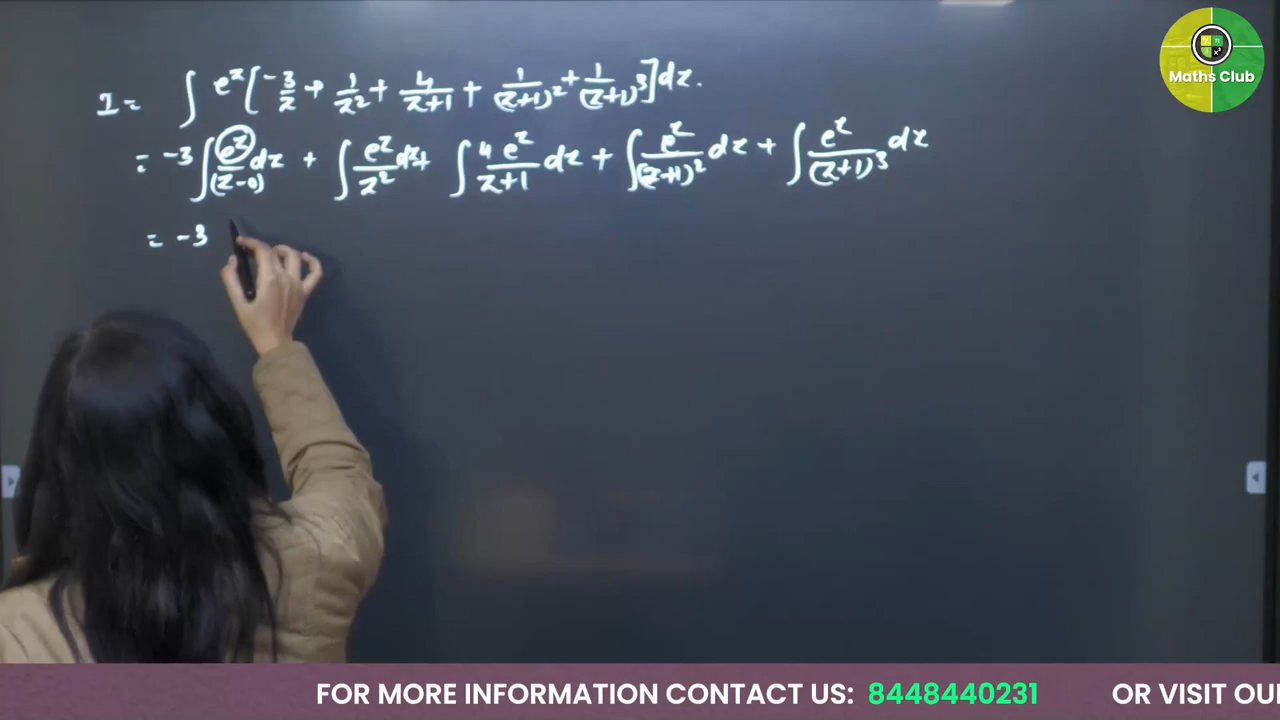 I = ∫ e^z [ -3/z + 1/z² + 4/z+1 + 1/(z+1)² + 1/(z+1)³ ] dz.
= -3 ∫ e^z/(z-0) dz + ∫ e^z/z² dz + ∫ 4 e^z/z+1 dz + ∫ e^z/(z+1)² dz + ∫ e^z/(z+1)³ dz
= -3
Maths Club
FOR MORE INFORMATION CONTACT US: 8448440231 OR VISIT OU